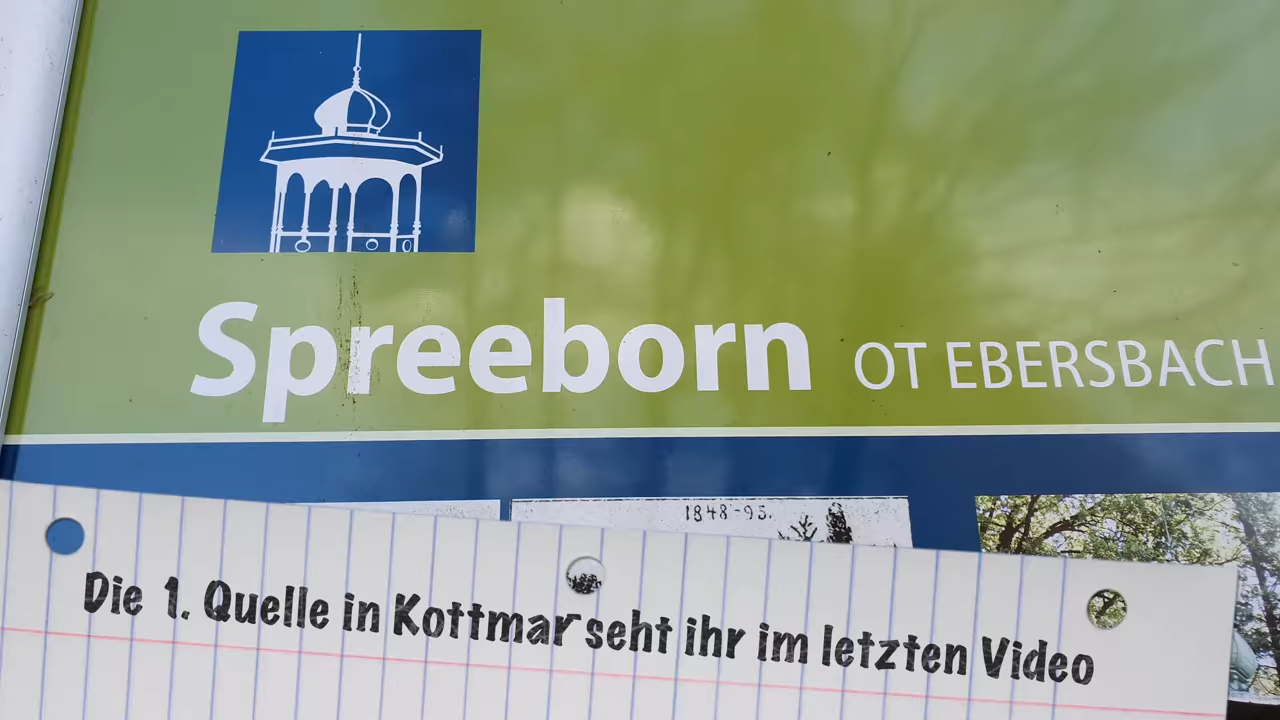 Spreeborn OT EBERSBACH
1848-95.
Die 1. Quelle in Kottmar seht ihr im letzten Video